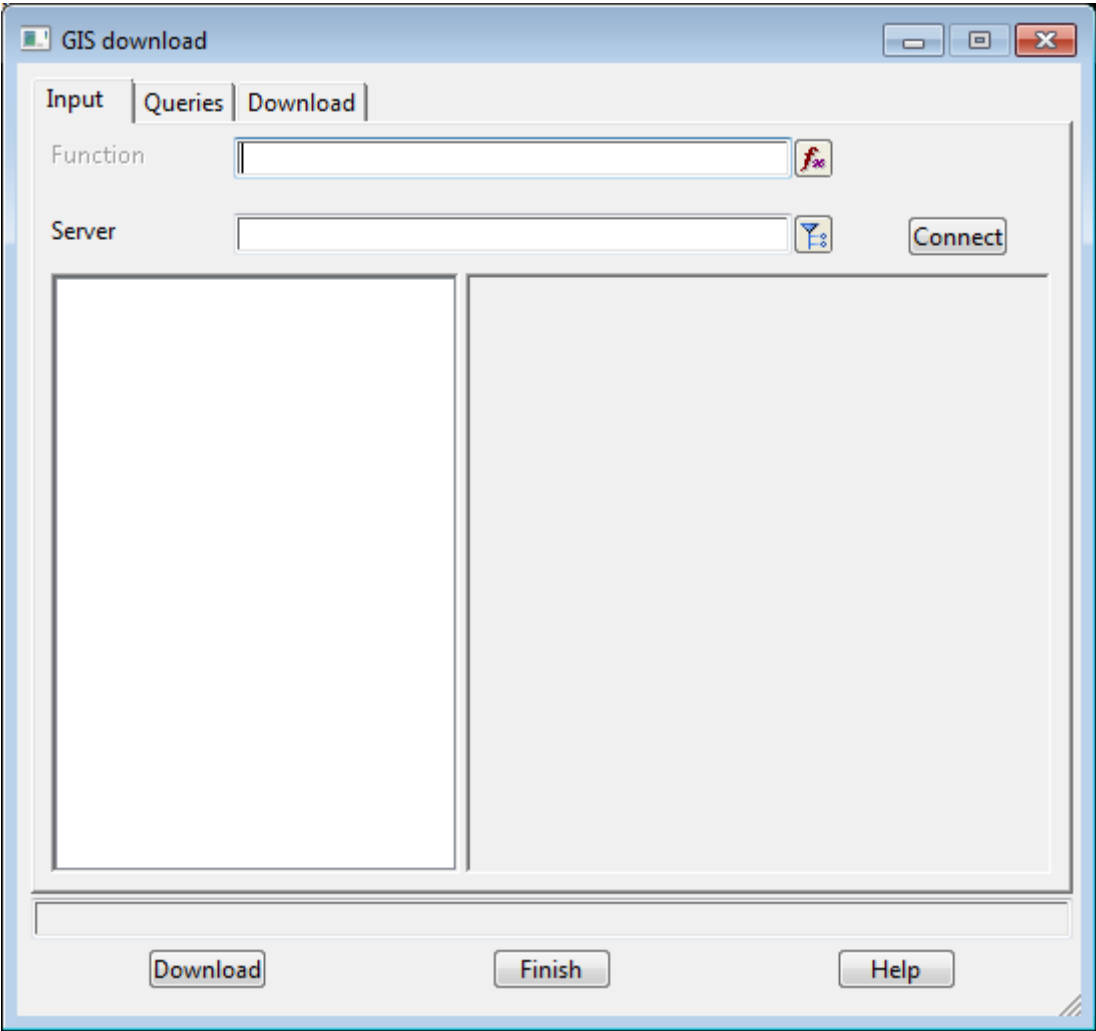 GIS download
Input Queries Download
Function
Server Connect
Download Finish Help